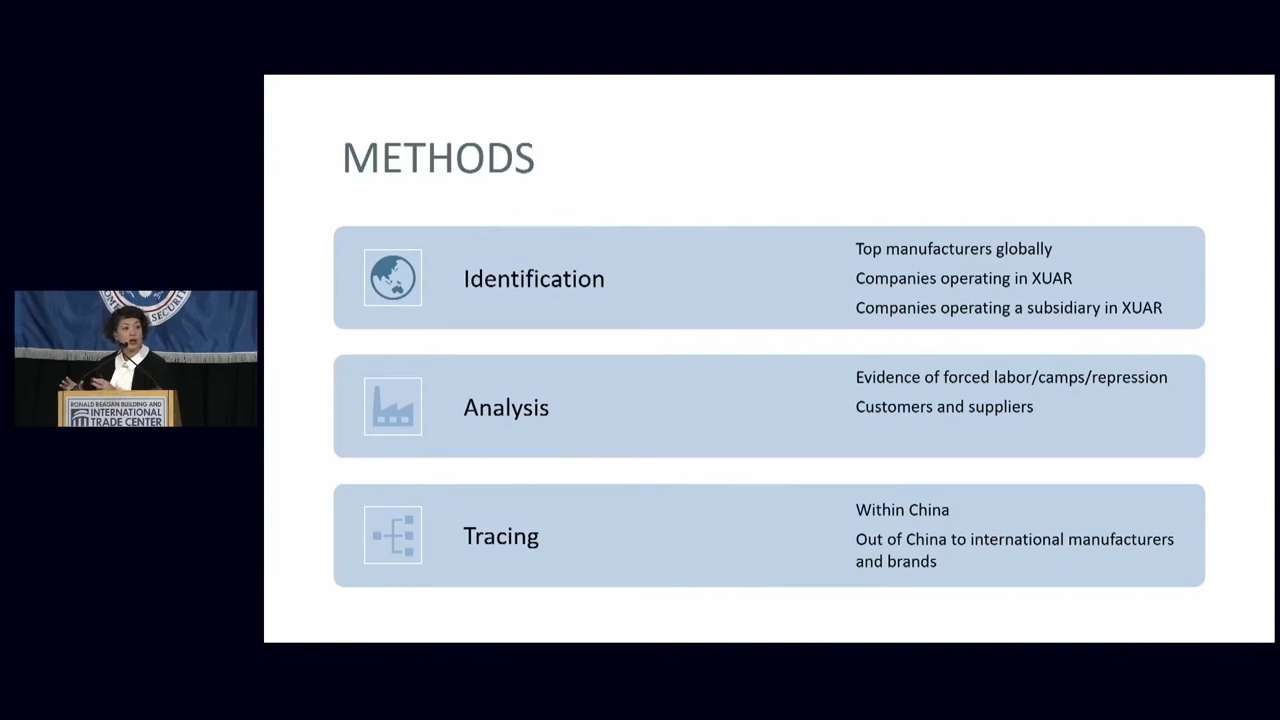 METHODS
Identification
Top manufacturers globally
Companies operating in XUAR
Companies operating a subsidiary in XUAR
Analysis
Evidence of forced labor/camps/repression
Customers and suppliers
Tracing
Within China
Out of China to international manufacturers
and brands
SECURI
RONALD REAGAN BUILDING AND
INTERNATIONAL
TRADE CENTER